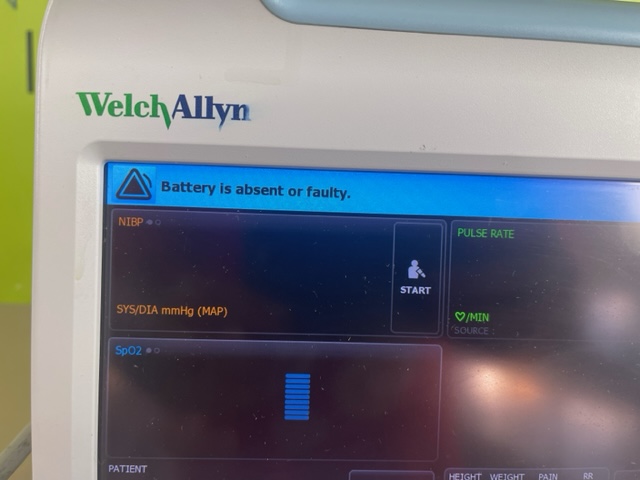 WelchAllyn
Battery is absent or faulty.
NIBP
PULSE RATE
START
SYS/DIA mmHg (MAP)
/MIN
SOURCE
SpO2
PATIENT
HEIGHT WEIGHT PAIN RR